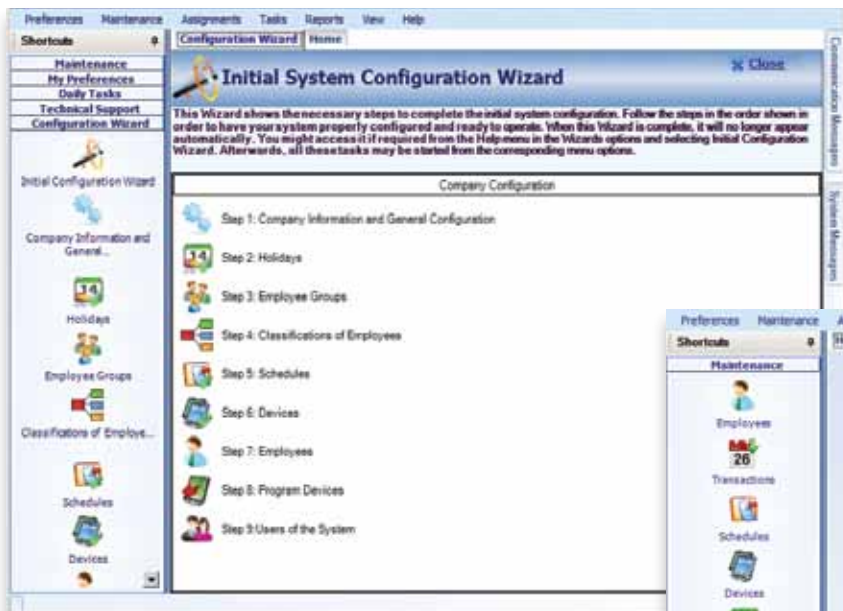 Preferences Maintenance Assignments Tasks Reports View Help
Shortcuts
Configuration Wizard Home
Maintenance
My Preferences
Daily Tasks
Technical Support
Configuration Wizard
Initial Configuration Wizard
Company Information and
General...
Holidays
Employee Groups
Classifications of Employe...
Schedules
Devices
Initial System Configuration Wizard
Close
This Wizard shows the necessary steps to complete the initial system configuration. Follow the steps in the order shown in
order to have your system properly configured and ready to operate. When this Wizard is complete, it will no longer appear
automatically. You might access it if required from the Help menu in the Wizards options and selecting Initial Configuration
Wizard. Afterwards, all these tasks may be started from the corresponding menu options.
Company Configuration
Step 1: Company Information and General Configuration
14 Step 2: Holidays
Step 3: Employee Groups
Step 4: Classifications of Employees
Step 5: Schedules
Step 6: Devices
Step 7: Employees
Step 8: Program Devices
Step 9:Users of the System
Communication Messages
System Messages
Preferences Maintenance A
Shortcuts
H
Maintenance
Employees
26
Transactions
Schedules
Devices
14